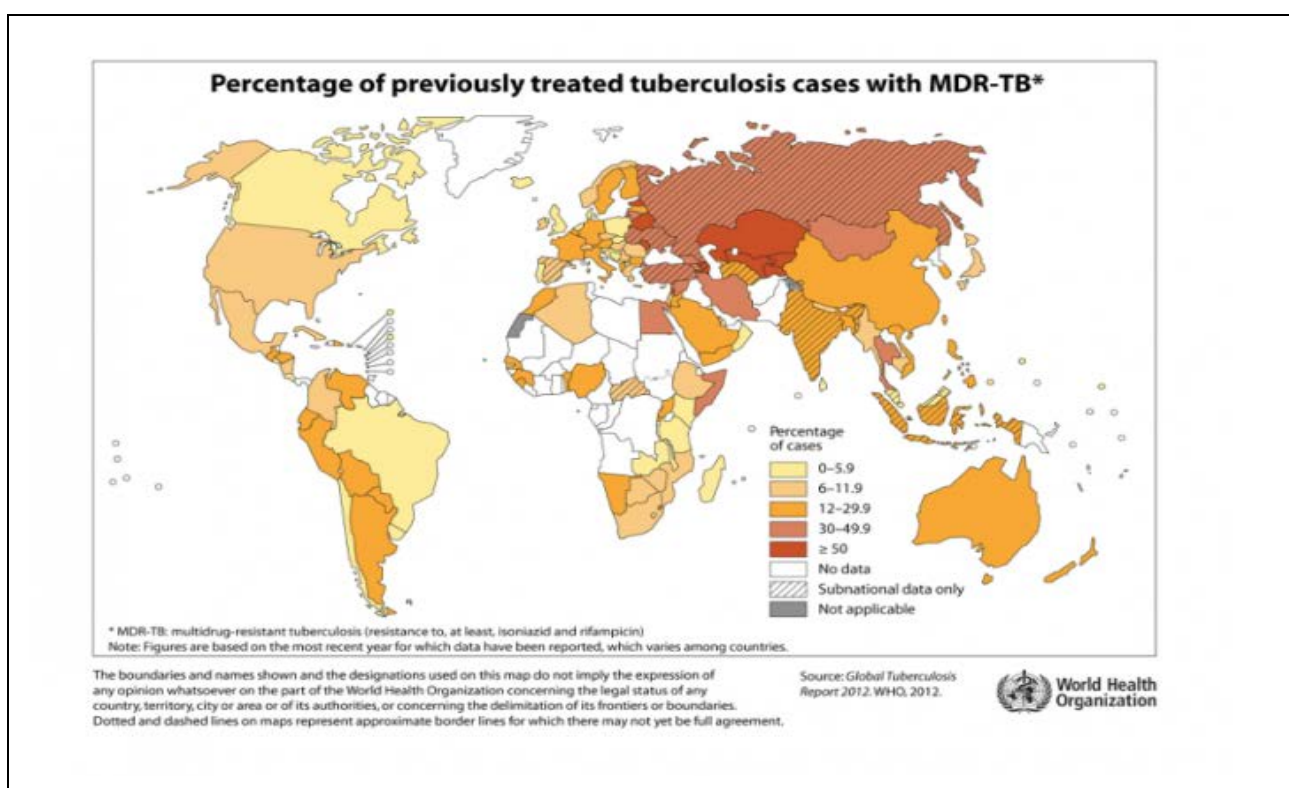 Percentage of previously treated tuberculosis cases with MDR-TB*
Percentage
of cases
0–5.9
6–11.9
12–29.9
30–49.9
≥ 50
No data
Subnational data only
Not applicable
* MDR-TB: multidrug-resistant tuberculosis (resistance to, at least, isoniazid and rifampicin)
Note: Figures are based on the most recent year for which data have been reported, which varies among countries.
The boundaries and names shown and the designations used on this map do not imply the expression of
any opinion whatsoever on the part of the World Health Organization concerning the legal status of any
country, territory, city or area or of its authorities, or concerning the delimitation of its frontiers or boundaries.
Dotted and dashed lines on maps represent approximate border lines for which there may not yet be full agreement.
Source: Global Tuberculosis
Report 2012. WHO, 2012.
World Health
Organization